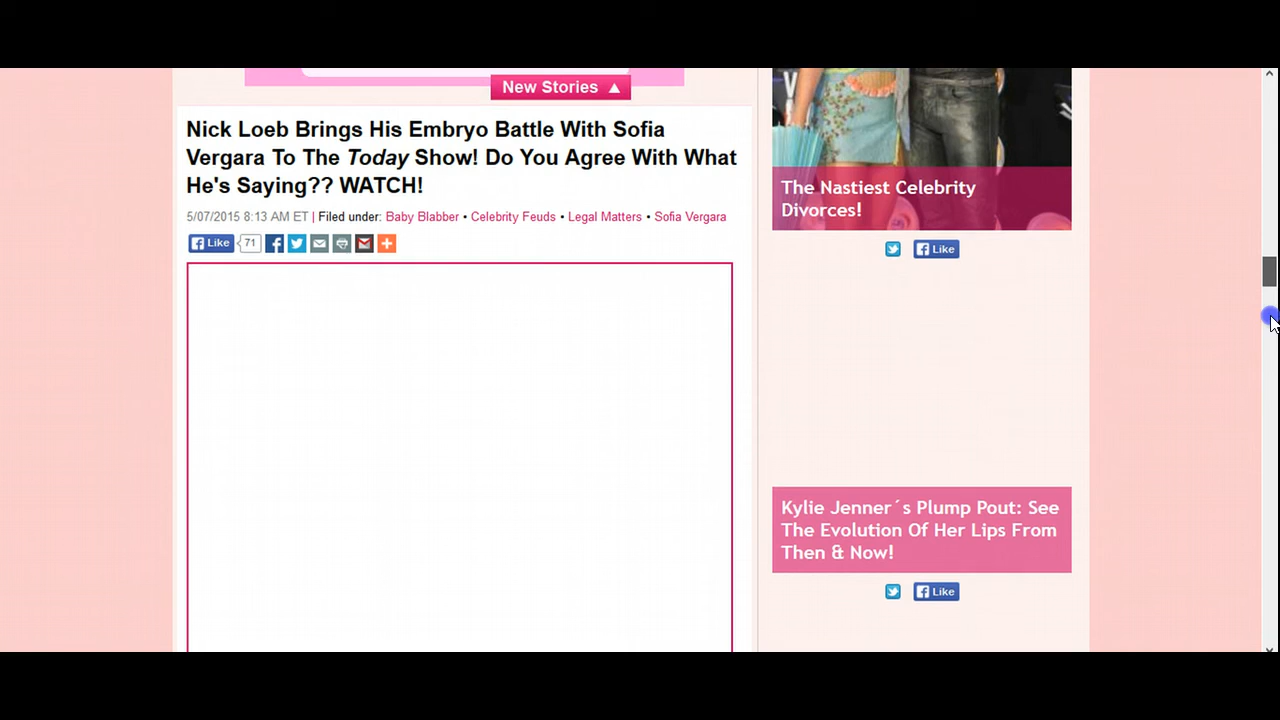 New Stories ▲
Nick Loeb Brings His Embryo Battle With Sofia
Vergara To The Today Show! Do You Agree With What
He's Saying?? WATCH!
5/07/2015 8:13 AM ET | Filed under: Baby Blabber • Celebrity Feuds • Legal Matters • Sofia Vergara
Like 71
The Nastiest Celebrity
Divorces!
Like
Kylie Jenner´s Plump Pout: See
The Evolution Of Her Lips From
Then & Now!
Like